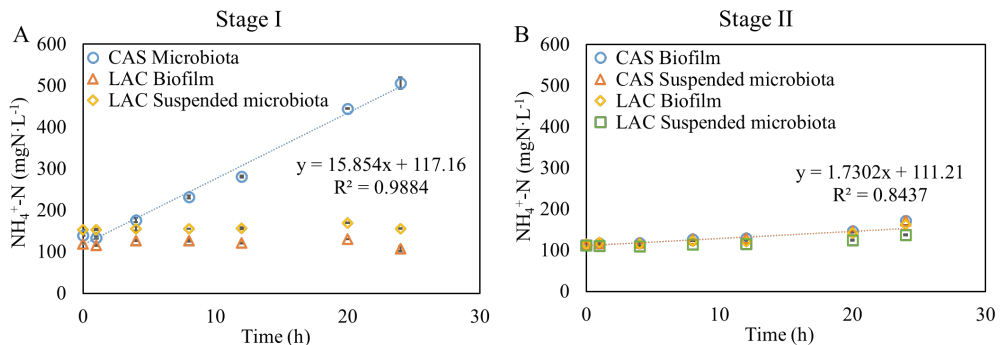 Stage I
A
600
500
400
300
200
100
0
NH₄⁺-N (mgN·L⁻¹)
CAS Microbiota
LAC Biofilm
LAC Suspended microbiota
y = 15.854x + 117.16
R² = 0.9884
0 10 20 30
Time (h)
Stage II
B
600
500
400
300
200
100
0
NH₄⁺-N (mgN·L⁻¹)
CAS Biofilm
CAS Suspended microbiota
LAC Biofilm
LAC Suspended microbiota
y = 1.7302x + 111.21
R² = 0.8437
0 10 20 30
Time (h)